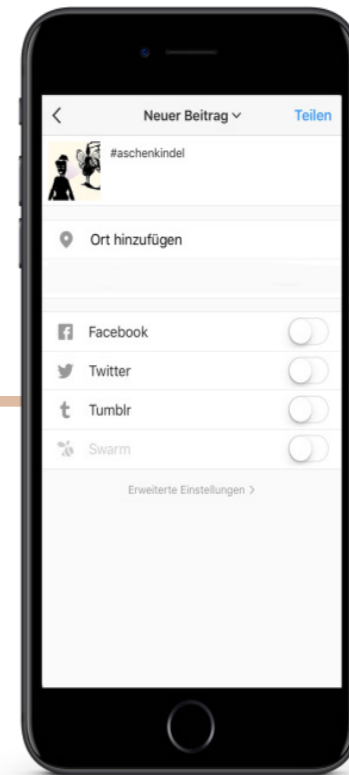 Neuer Beitrag
Teilen
#aschenkindel
Ort hinzufügen
Facebook
Twitter
Tumblr
Swarm
Erweiterte Einstellungen >